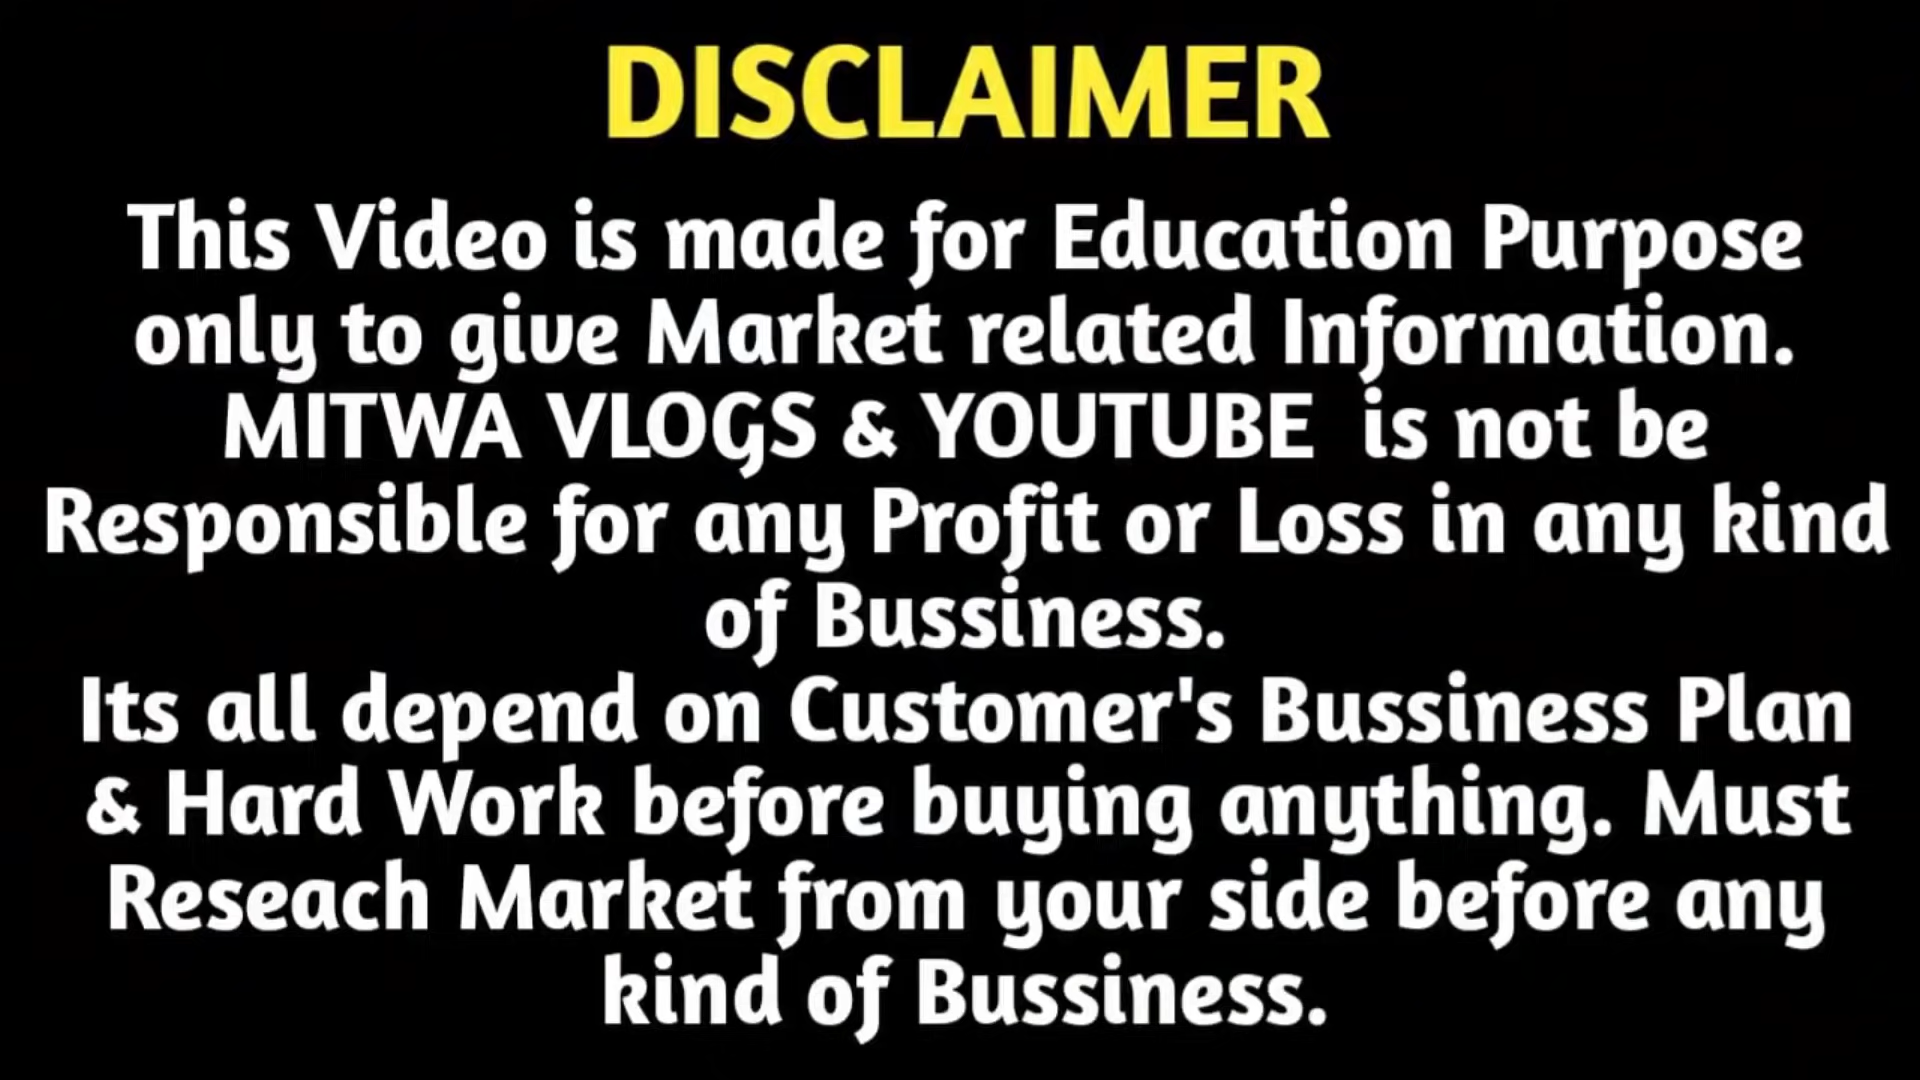 DISCLAIMER
This Video is made for Education Purpose
only to give Market related Information.
MITWA VLOGS & YOUTUBE is not be
Responsible for any Profit or Loss in any kind
of Bussiness.
Its all depend on Customer's Bussiness Plan
& Hard Work before buying anything. Must
Reseach Market from your side before any
kind of Bussiness.